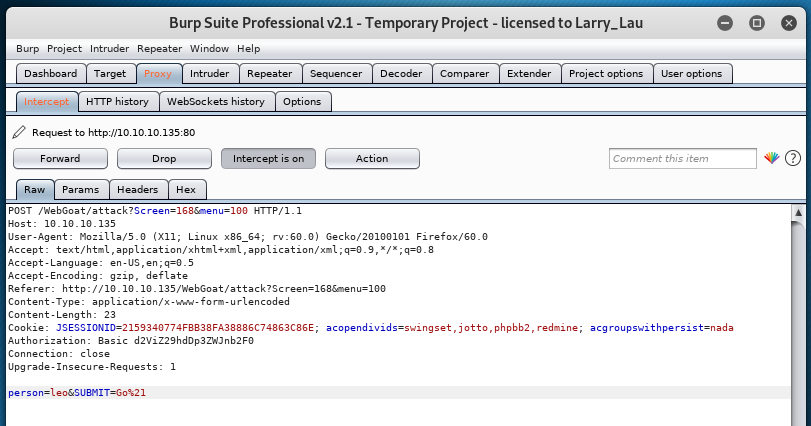 Burp Suite Professional v2.1 - Temporary Project - licensed to Larry_Lau
Burp Project Intruder Repeater Window Help
Dashboard Target Proxy Intruder Repeater Sequencer Decoder Comparer Extender Project options User options
Intercept HTTP history WebSockets history Options
Request to http://10.10.10.135:80
Forward Drop Intercept is on Action Comment this item ?
Raw Params Headers Hex
POST /WebGoat/attack?Screen=168&menu=100 HTTP/1.1
Host: 10.10.10.135
User-Agent: Mozilla/5.0 (X11; Linux x86_64; rv:60.0) Gecko/20100101 Firefox/60.0
Accept: text/html,application/xhtml+xml,application/xml;q=0.9,*/*;q=0.8
Accept-Language: en-US,en;q=0.5
Accept-Encoding: gzip, deflate
Referer: http://10.10.10.135/WebGoat/attack?Screen=168&menu=100
Content-Type: application/x-www-form-urlencoded
Content-Length: 23
Cookie: JSESSIONID=2159340774FBB38FA38886C74863C86E; acopendivids=swingset,jotto,phpbb2,redmine; acgroupswithpersist=nada
Authorization: Basic d2ViZ29hdDp3ZWJnb2F0
Connection: close
Upgrade-Insecure-Requests: 1
person=leo&SUBMIT=Go%21